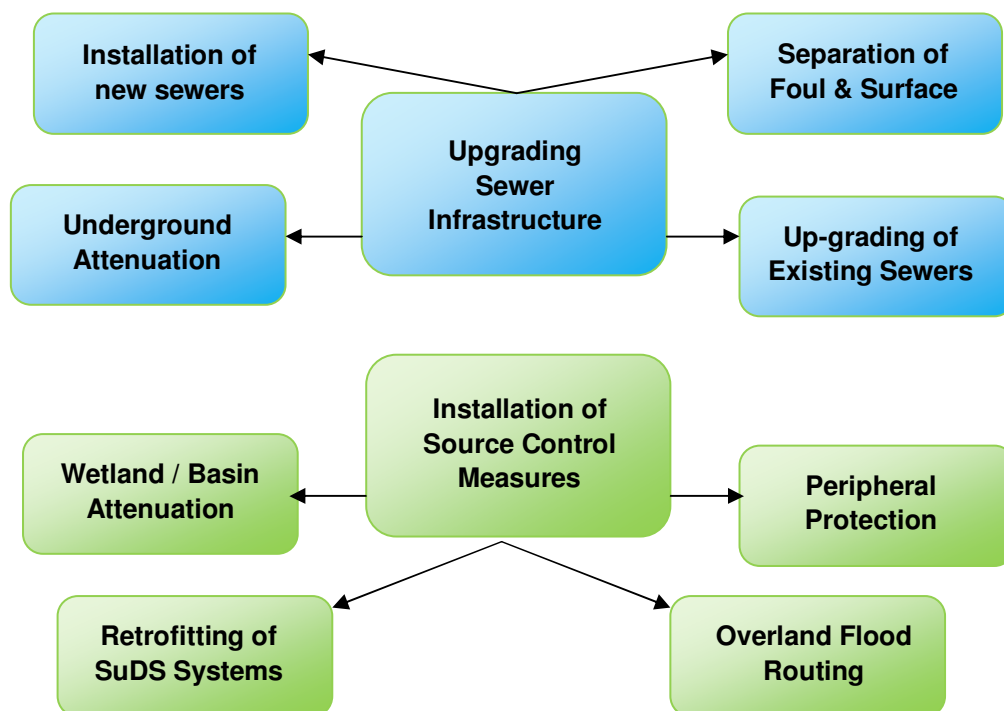 Installation of
new sewers
Separation of
Foul & Surface
Upgrading
Sewer
Infrastructure
Underground
Attenuation
Up-grading of
Existing Sewers
Installation of
Source Control
Measures
Wetland / Basin
Attenuation
Peripheral
Protection
Retrofitting of
SuDS Systems
Overland Flood
Routing